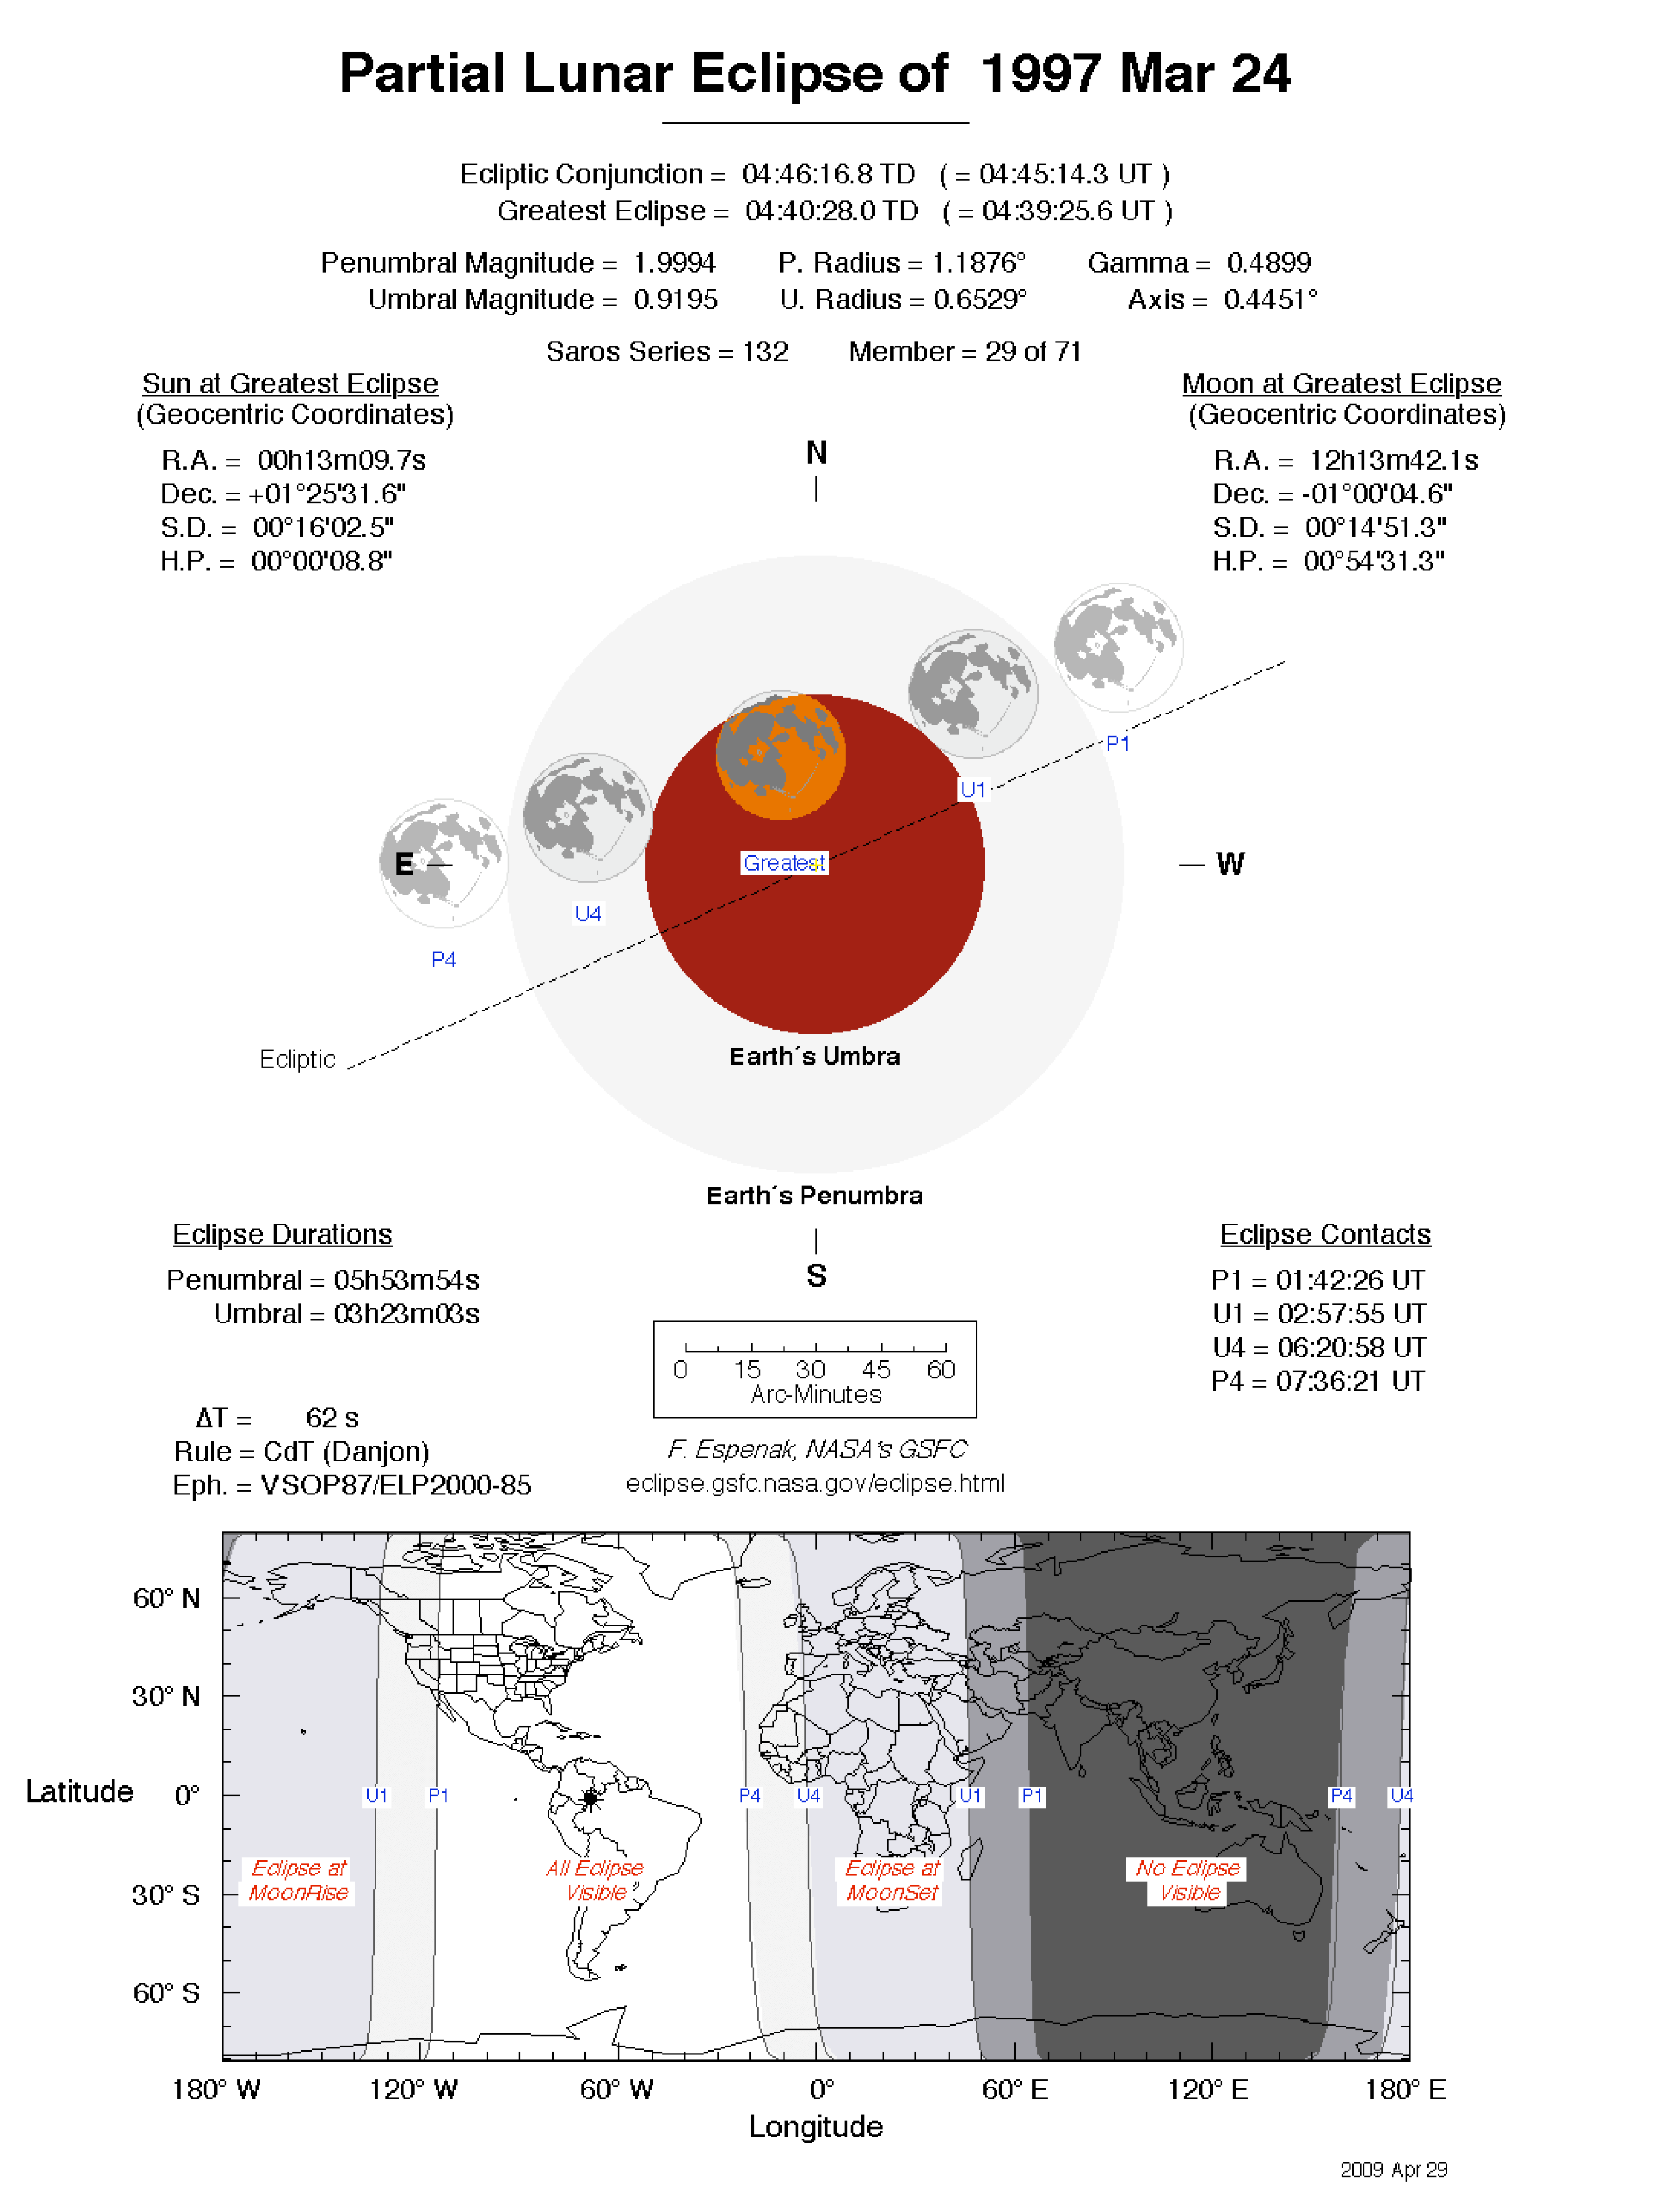 Partial Lunar Eclipse of 1997 Mar 24
Ecliptic Conjunction = 04:46:16.8 TD ( = 04:45:14.3 UT )
Greatest Eclipse = 04:40:28.0 TD ( = 04:39:25.6 UT )
Penumbral Magnitude = 1.9994 P. Radius = 1.1876° Gamma = 0.4899
Umbral Magnitude = 0.9195 U. Radius = 0.6529° Axis = 0.4451°
Saros Series = 132 Member = 29 of 71
Sun at Greatest Eclipse
(Geocentric Coordinates)
R.A. = 00h13m09.7s
Dec. = +01°25'31.6"
S.D. = 00°16'02.5"
H.P. = 00°00'08.8"
Moon at Greatest Eclipse
(Geocentric Coordinates)
R.A. = 12h13m42.1s
Dec. = -01°00'04.6"
S.D. = 00°14'51.3"
H.P. = 00°54'31.3"
N
P1
U1
E
Greatest
W
U4
P4
Ecliptic
Earth´s Umbra
Earth´s Penumbra
S
Eclipse Durations
Penumbral = 05h53m54s
Umbral = 03h23m03s
Eclipse Contacts
P1 = 01:42:26 UT
U1 = 02:57:55 UT
U4 = 06:20:58 UT
P4 = 07:36:21 UT
0 15 30 45 60
Arc-Minutes
ΔT = 62 s
Rule = CdT (Danjon)
Eph. = VSOP87/ELP2000-85
F. Espenak, NASA's GSFC
eclipse.gsfc.nasa.gov/eclipse.html
60° N
30° N
Latitude 0°
30° S
60° S
U1 P1 P4 U4 U1 P1 P4 U4
Eclipse at
MoonRise
All Eclipse
Visible
Eclipse at
MoonSet
No Eclipse
Visible
180° W 120° W 60° W 0° 60° E 120° E 180° E
Longitude
2009 Apr 29